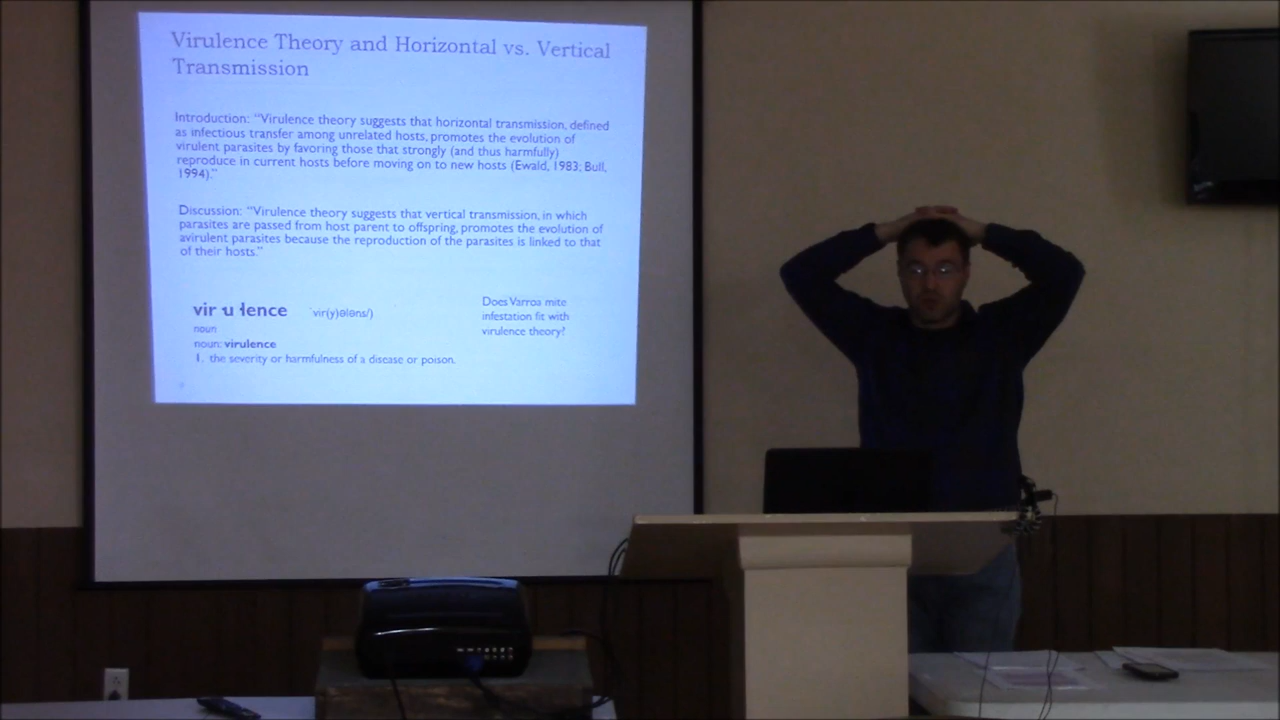 Virulence Theory and Horizontal vs. Vertical
Transmission
Introduction: “Virulence theory suggests that horizontal transmission, defined
as infectious transfer among unrelated hosts, promotes the evolution of
virulent parasites by favoring those that strongly (and thus harmfully)
reproduce in current hosts before moving on to new hosts (Ewald, 1983; Bull,
1994).”
Discussion: “Virulence theory suggests that vertical transmission, in which
parasites are passed from host parent to offspring, promotes the evolution of
avirulent parasites because the reproduction of the parasites is linked to that
of their hosts.”
vir·u·lence ˈvir(y)ələns/)
noun
noun: virulence
1. the severity or harmfulness of a disease or poison.
Does Varroa mite
infestation fit with
virulence theory?